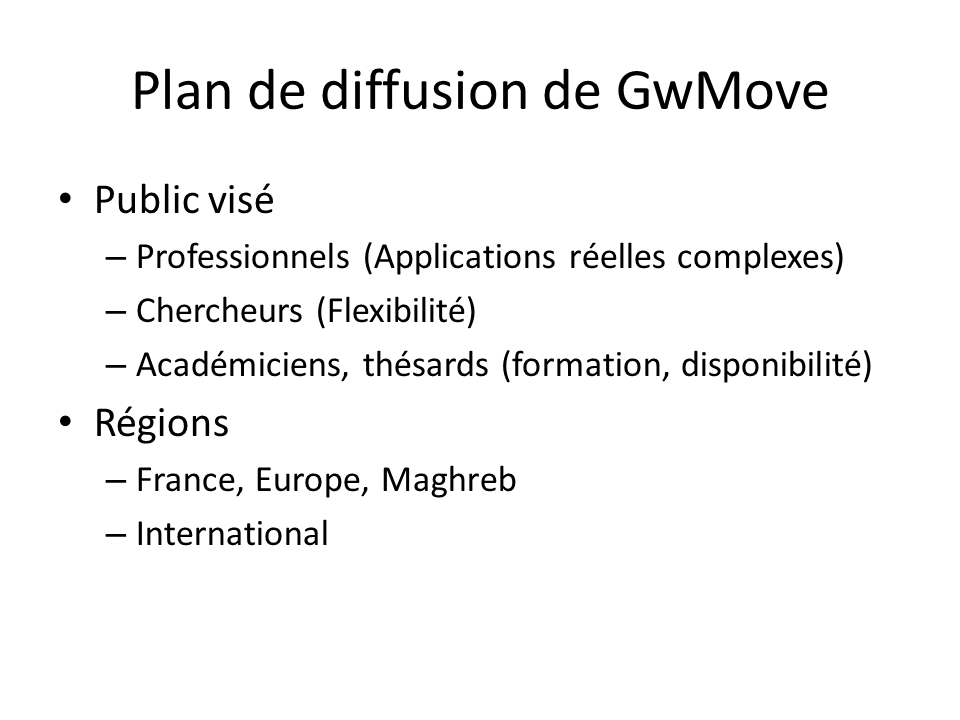 Plan de diffusion de GwMove
• Public visé
– Professionnels (Applications réelles complexes)
– Chercheurs (Flexibilité)
– Académiciens, thésards (formation, disponibilité)
• Régions
– France, Europe, Maghreb
– International